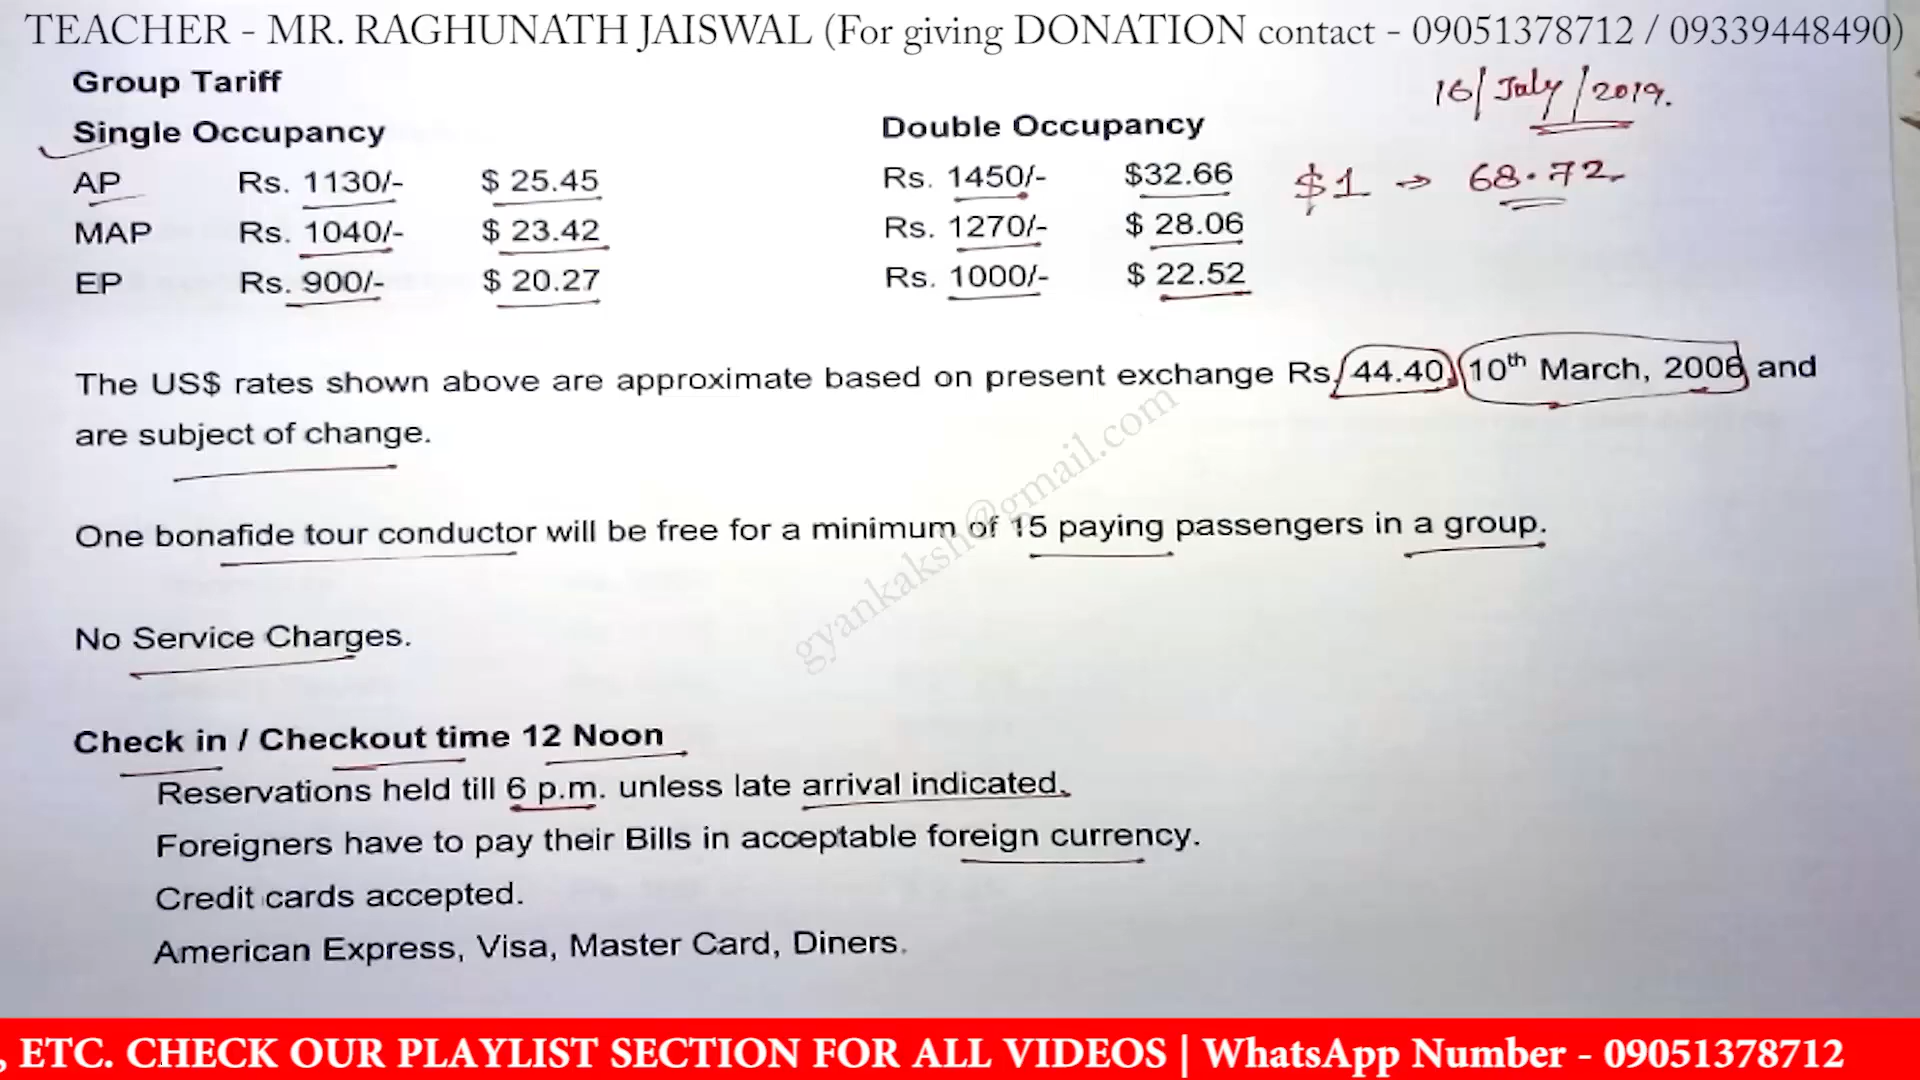 TEACHER - MR. RAGHUNATH JAISWAL (For giving DONATION contact - 09051378712 / 09339448490)
Group Tariff
16/July/2019.
Single Occupancy Double Occupancy
AP Rs. 1130/- $ 25.45 Rs. 1450/- $32.66 $1 → 68.72
MAP Rs. 1040/- $ 23.42 Rs. 1270/- $ 28.06
EP Rs. 900/- $ 20.27 Rs. 1000/- $ 22.52
The US$ rates shown above are approximate based on present exchange Rs 44.40 10th March, 2006 and
are subject of change.
One bonafide tour conductor will be free for a minimum of 15 paying passengers in a group.
gyankaksh@gmail.com
No Service Charges.
Check in / Checkout time 12 Noon
Reservations held till 6 p.m. unless late arrival indicated.
Foreigners have to pay their Bills in acceptable foreign currency.
Credit cards accepted.
American Express, Visa, Master Card, Diners.
, ETC. CHECK OUR PLAYLIST SECTION FOR ALL VIDEOS | WhatsApp Number - 09051378712